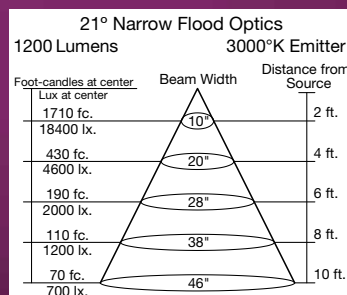 21° Narrow Flood Optics
1200 Lumens 3000°K Emitter
Foot-candles at center
Lux at center
Beam Width
Distance from
Source
1710 fc.
18400 lx.
10"
2 ft.
430 fc.
4600 lx.
20"
4 ft.
190 fc.
2000 lx.
28"
6 ft.
110 fc.
1200 lx.
38"
8 ft.
70 fc.
700 lx.
46"
10 ft.